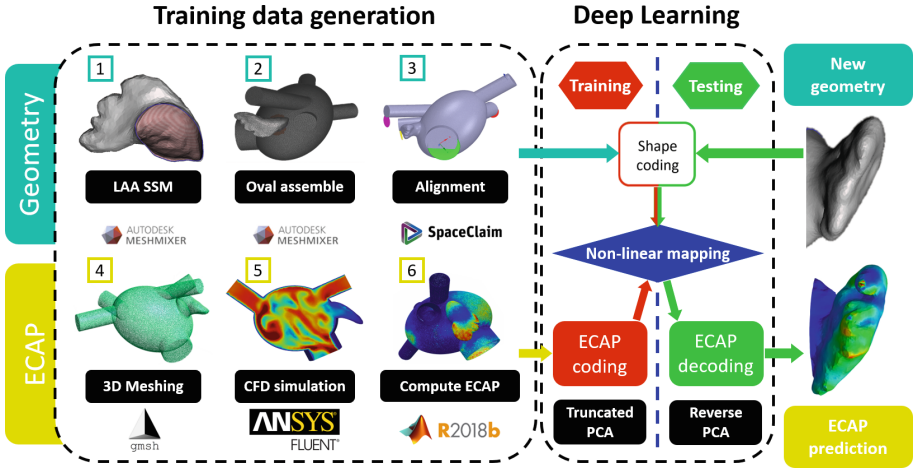 Training data generation
Deep Learning
Geometry
1
2
3
LAA SSM
Oval assemble
Alignment
AUTODESK
MESHMIXER
AUTODESK
MESHMIXER
SpaceClaim
ECAP
4
5
6
3D Meshing
CFD simulation
Compute ECAP
gmsh
ANSYS
FLUENT®
R2018b
Training
Testing
Shape
coding
Non-linear mapping
ECAP
coding
ECAP
decoding
Truncated
PCA
Reverse
PCA
New
geometry
ECAP
prediction